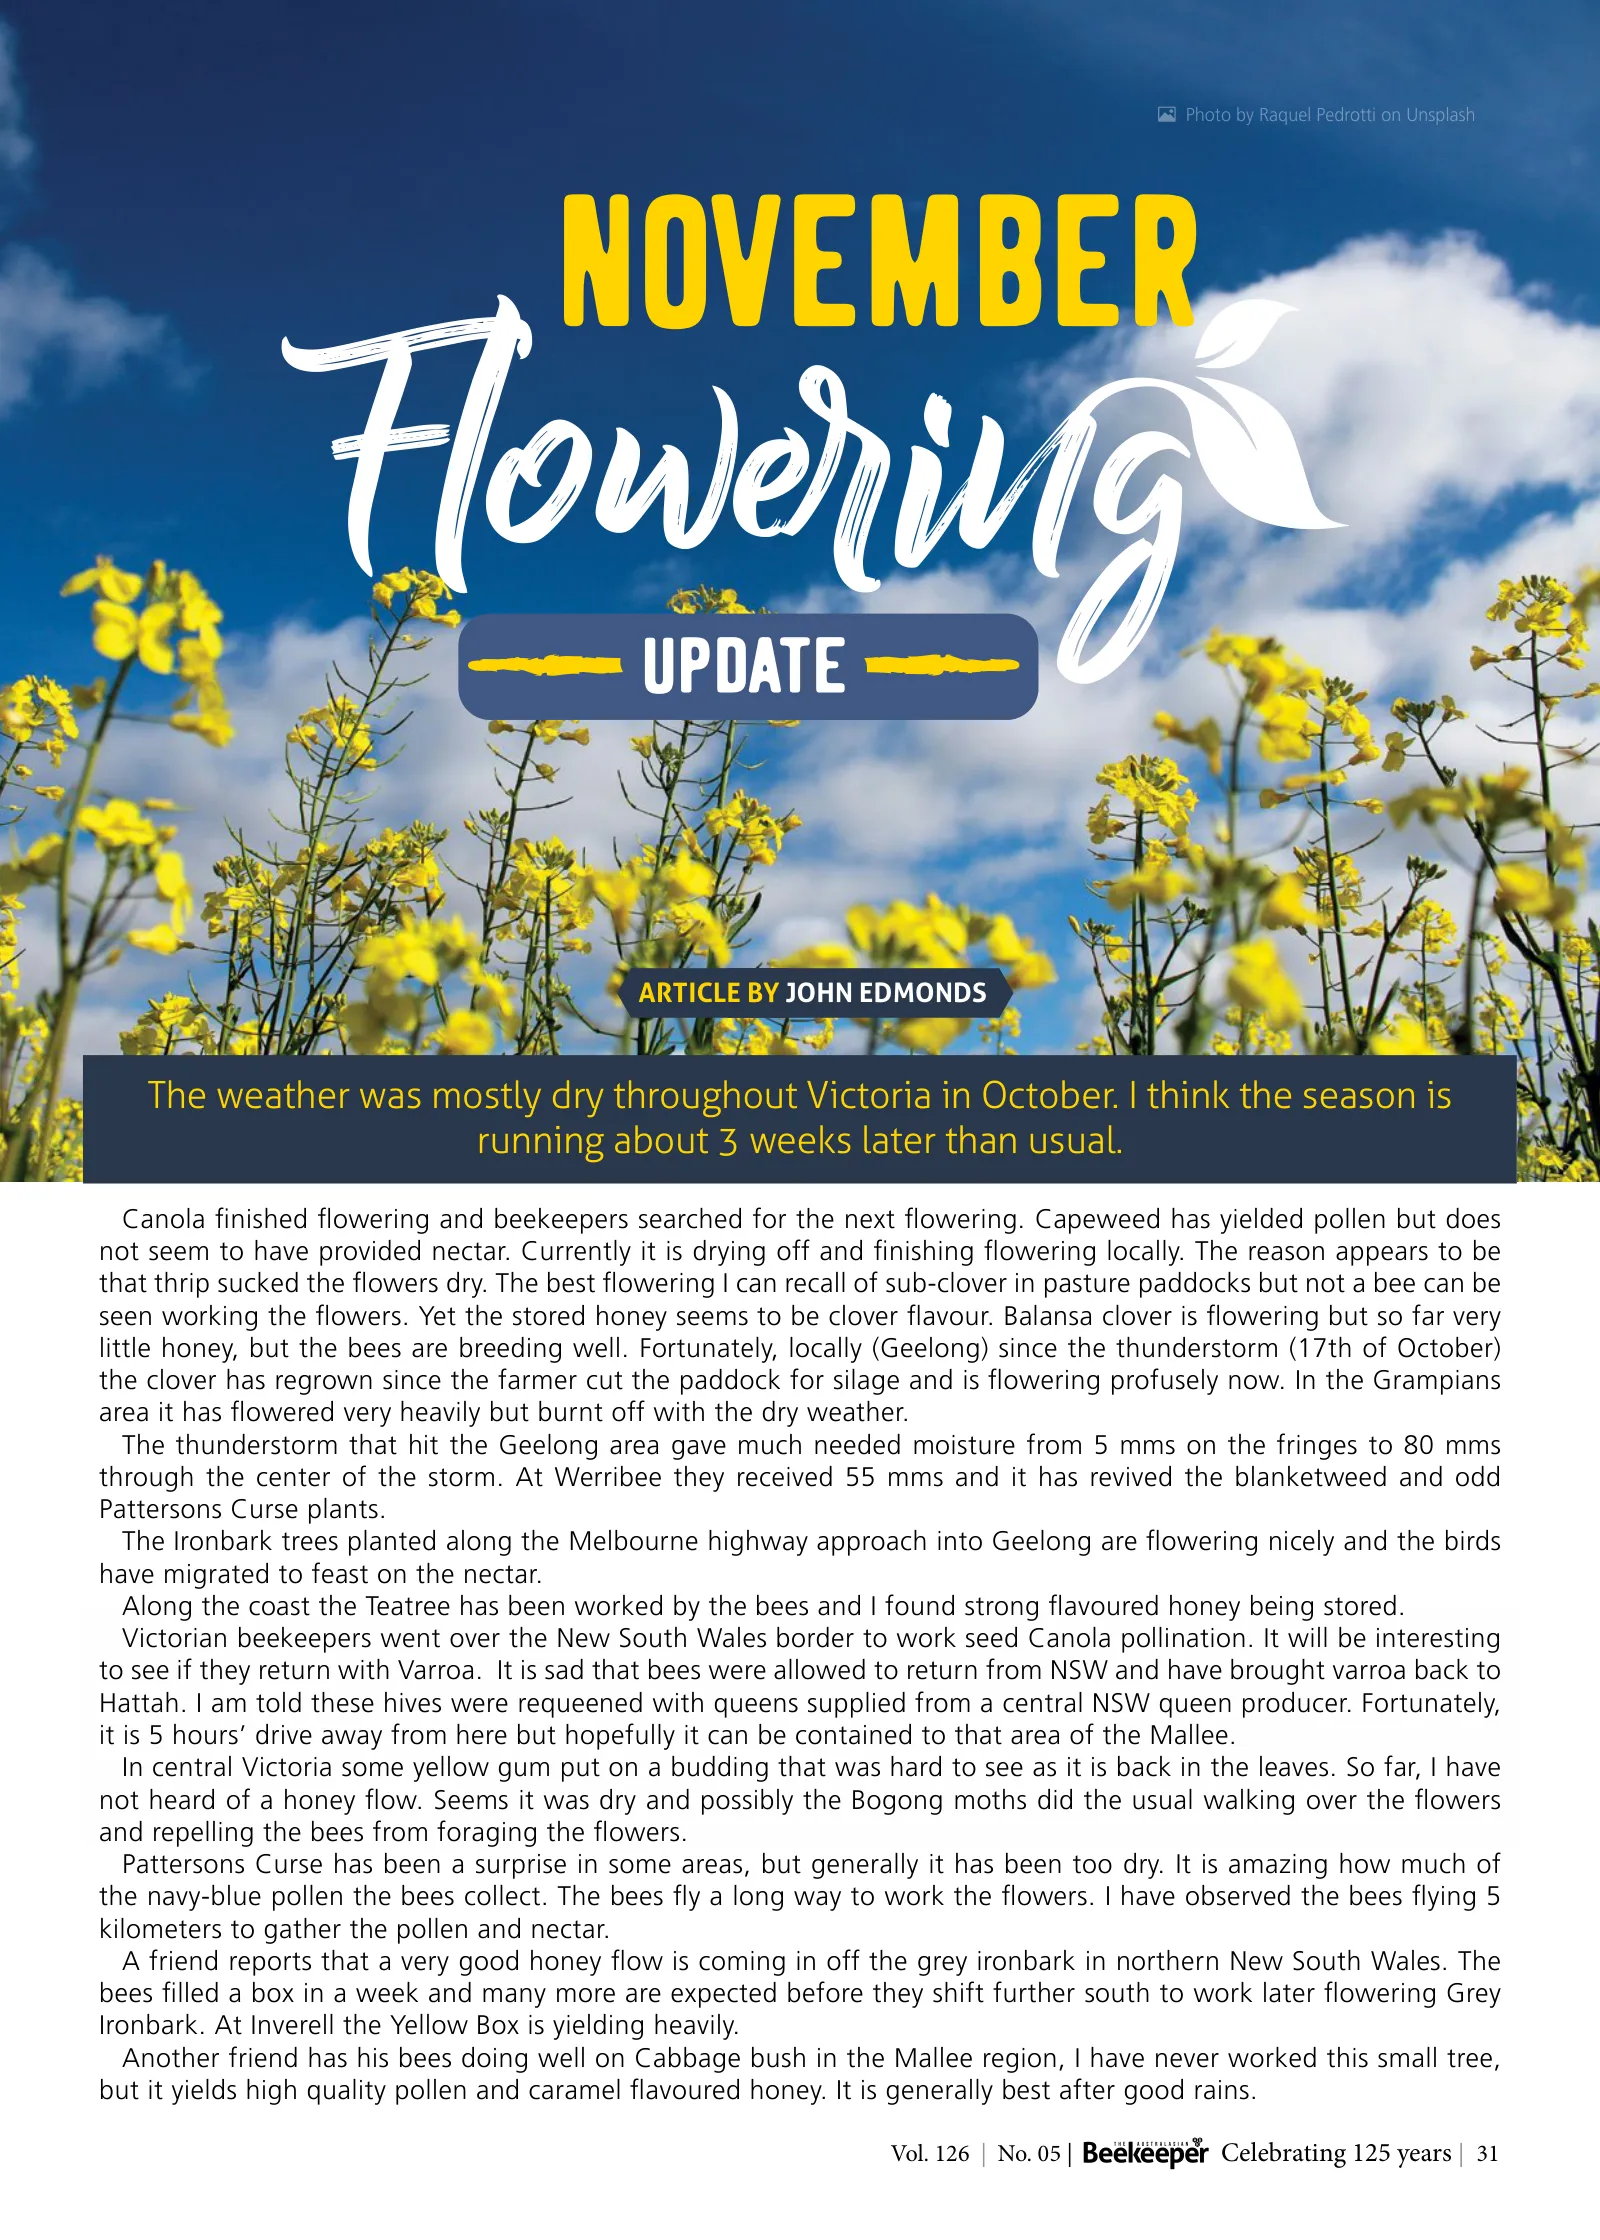 Photo by Raquel Pedrotti on Unsplash
NOVEMBER
Flowering
UPDATE
ARTICLE BY JOHN EDMONDS
The weather was mostly dry throughout Victoria in October. I think the season is
running about 3 weeks later than usual.
Canola finished flowering and beekeepers searched for the next flowering. Capeweed has yielded pollen but does
not seem to have provided nectar. Currently it is drying off and finishing flowering locally. The reason appears to be
that thrip sucked the flowers dry. The best flowering I can recall of sub-clover in pasture paddocks but not a bee can be
seen working the flowers. Yet the stored honey seems to be clover flavour. Balansa clover is flowering but so far very
little honey, but the bees are breeding well. Fortunately, locally (Geelong) since the thunderstorm (17th of October)
the clover has regrown since the farmer cut the paddock for silage and is flowering profusely now. In the Grampians
area it has flowered very heavily but burnt off with the dry weather.
The thunderstorm that hit the Geelong area gave much needed moisture from 5 mms on the fringes to 80 mms
through the center of the storm. At Werribee they received 55 mms and it has revived the blanketweed and odd
Pattersons Curse plants.
The Ironbark trees planted along the Melbourne highway approach into Geelong are flowering nicely and the birds
have migrated to feast on the nectar.
Along the coast the Teatree has been worked by the bees and I found strong flavoured honey being stored.
Victorian beekeepers went over the New South Wales border to work seed Canola pollination. It will be interesting
to see if they return with Varroa.  It is sad that bees were allowed to return from NSW and have brought varroa back to
Hattah. I am told these hives were requeened with queens supplied from a central NSW queen producer. Fortunately,
it is 5 hours’ drive away from here but hopefully it can be contained to that area of the Mallee.
In central Victoria some yellow gum put on a budding that was hard to see as it is back in the leaves. So far, I have
not heard of a honey flow. Seems it was dry and possibly the Bogong moths did the usual walking over the flowers
and repelling the bees from foraging the flowers.
Pattersons Curse has been a surprise in some areas, but generally it has been too dry. It is amazing how much of
the navy-blue pollen the bees collect. The bees fly a long way to work the flowers. I have observed the bees flying 5
kilometers to gather the pollen and nectar.
A friend reports that a very good honey flow is coming in off the grey ironbark in northern New South Wales. The
bees filled a box in a week and many more are expected before they shift further south to work later flowering Grey
Ironbark. At Inverell the Yellow Box is yielding heavily.
Another friend has his bees doing well on Cabbage bush in the Mallee region, I have never worked this small tree,
but it yields high quality pollen and caramel flavoured honey. It is generally best after good rains.
Vol. 126 | No. 05 | THE AUSTRALASIAN Beekeeper Celebrating 125 years | 31